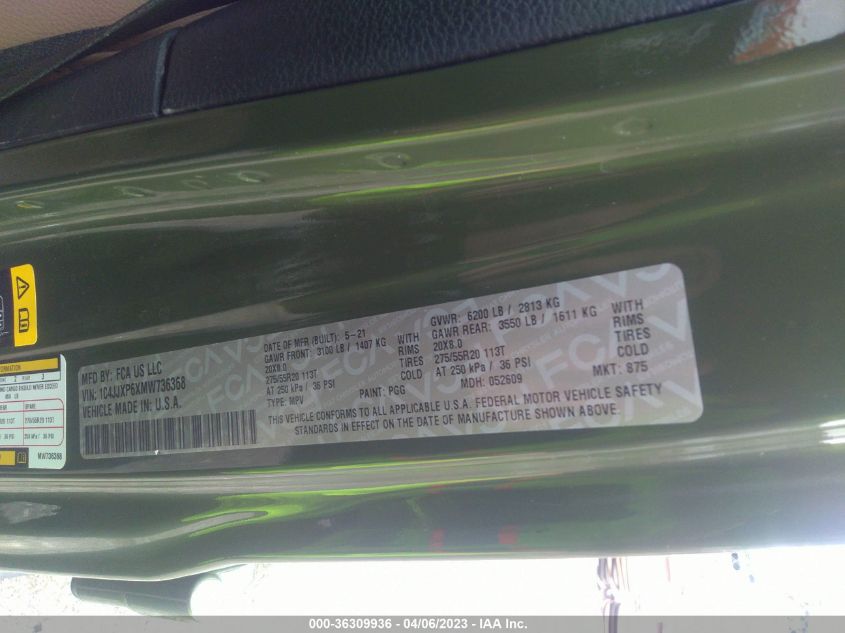 MFD BY: FCA US LLC
VIN: 1C4JJXP6XMW736368
VEHICLE MADE IN: U.S.A.
DATE OF MFR (BUILT): 5-21
GAWR FRONT: 3100 LB / 1407 KG WITH
20X8.0 RIMS
275/55R20 113T TIRES
AT 250 kPa / 36 PSI COLD
PAINT: PGG
TYPE: MPV
GVWR: 6200 LB / 2813 KG
GAWR REAR: 3550 LB / 1611 KG WITH
20X8.0 RIMS
275/55R20 113T TIRES
AT 250 kPa / 36 PSI COLD
MDH: 052609 MKT: 875
THIS VEHICLE CONFORMS TO ALL APPLICABLE U.S.A. FEDERAL MOTOR VEHICLE SAFETY
STANDARDS IN EFFECT ON THE DATE OF MANUFACTURE SHOWN ABOVE.
MW736368
000-36309936 - 04/06/2023 - IAA Inc.